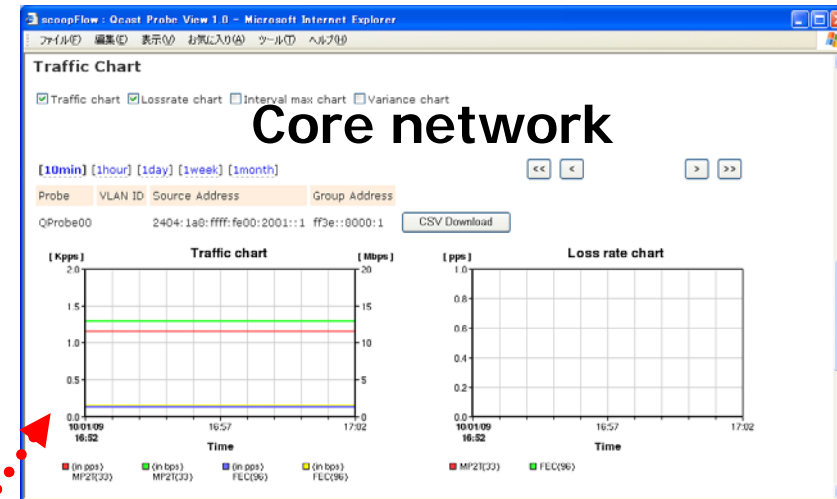 scoopFlow : Qcast Probe View 1.0 - Microsoft Internet Explorer
ファイル(F) 編集(E) 表示(V) お気に入り(A) ツール(T) ヘルプ(H)
Traffic Chart
Traffic chart Lossrate chart Interval max chart Variance chart
Core network
[10min] [1hour] [1day] [1week] [1month] << < > >>
Probe VLAN ID Source Address Group Address
QProbe00 2404:1a8:ffff:fe00:2001::1 ff3e::8000:1 CSV Download
[Kpps] Traffic chart [Mbps]
2.0 20
1.5 15
1.0 10
0.5 5
0.0 0
10/01/09 16:57 17:02
16:52
Time
(in pps) (in bps) (in pps) (in bps)
MP2T(33) MP2T(33) FEC(96) FEC(96)
[pps] Loss rate chart
1.0
0.8
0.6
0.4
0.2
0.0
10/01/09 16:57 17:02
16:52
Time
MP2T(33) FEC(96)